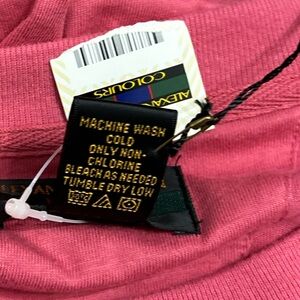 COLOURS
MACHINE WASH
COLD
ONLY NON-
CHLORINE
BLEACH AS NEEDED
TUMBLE DRY LOW